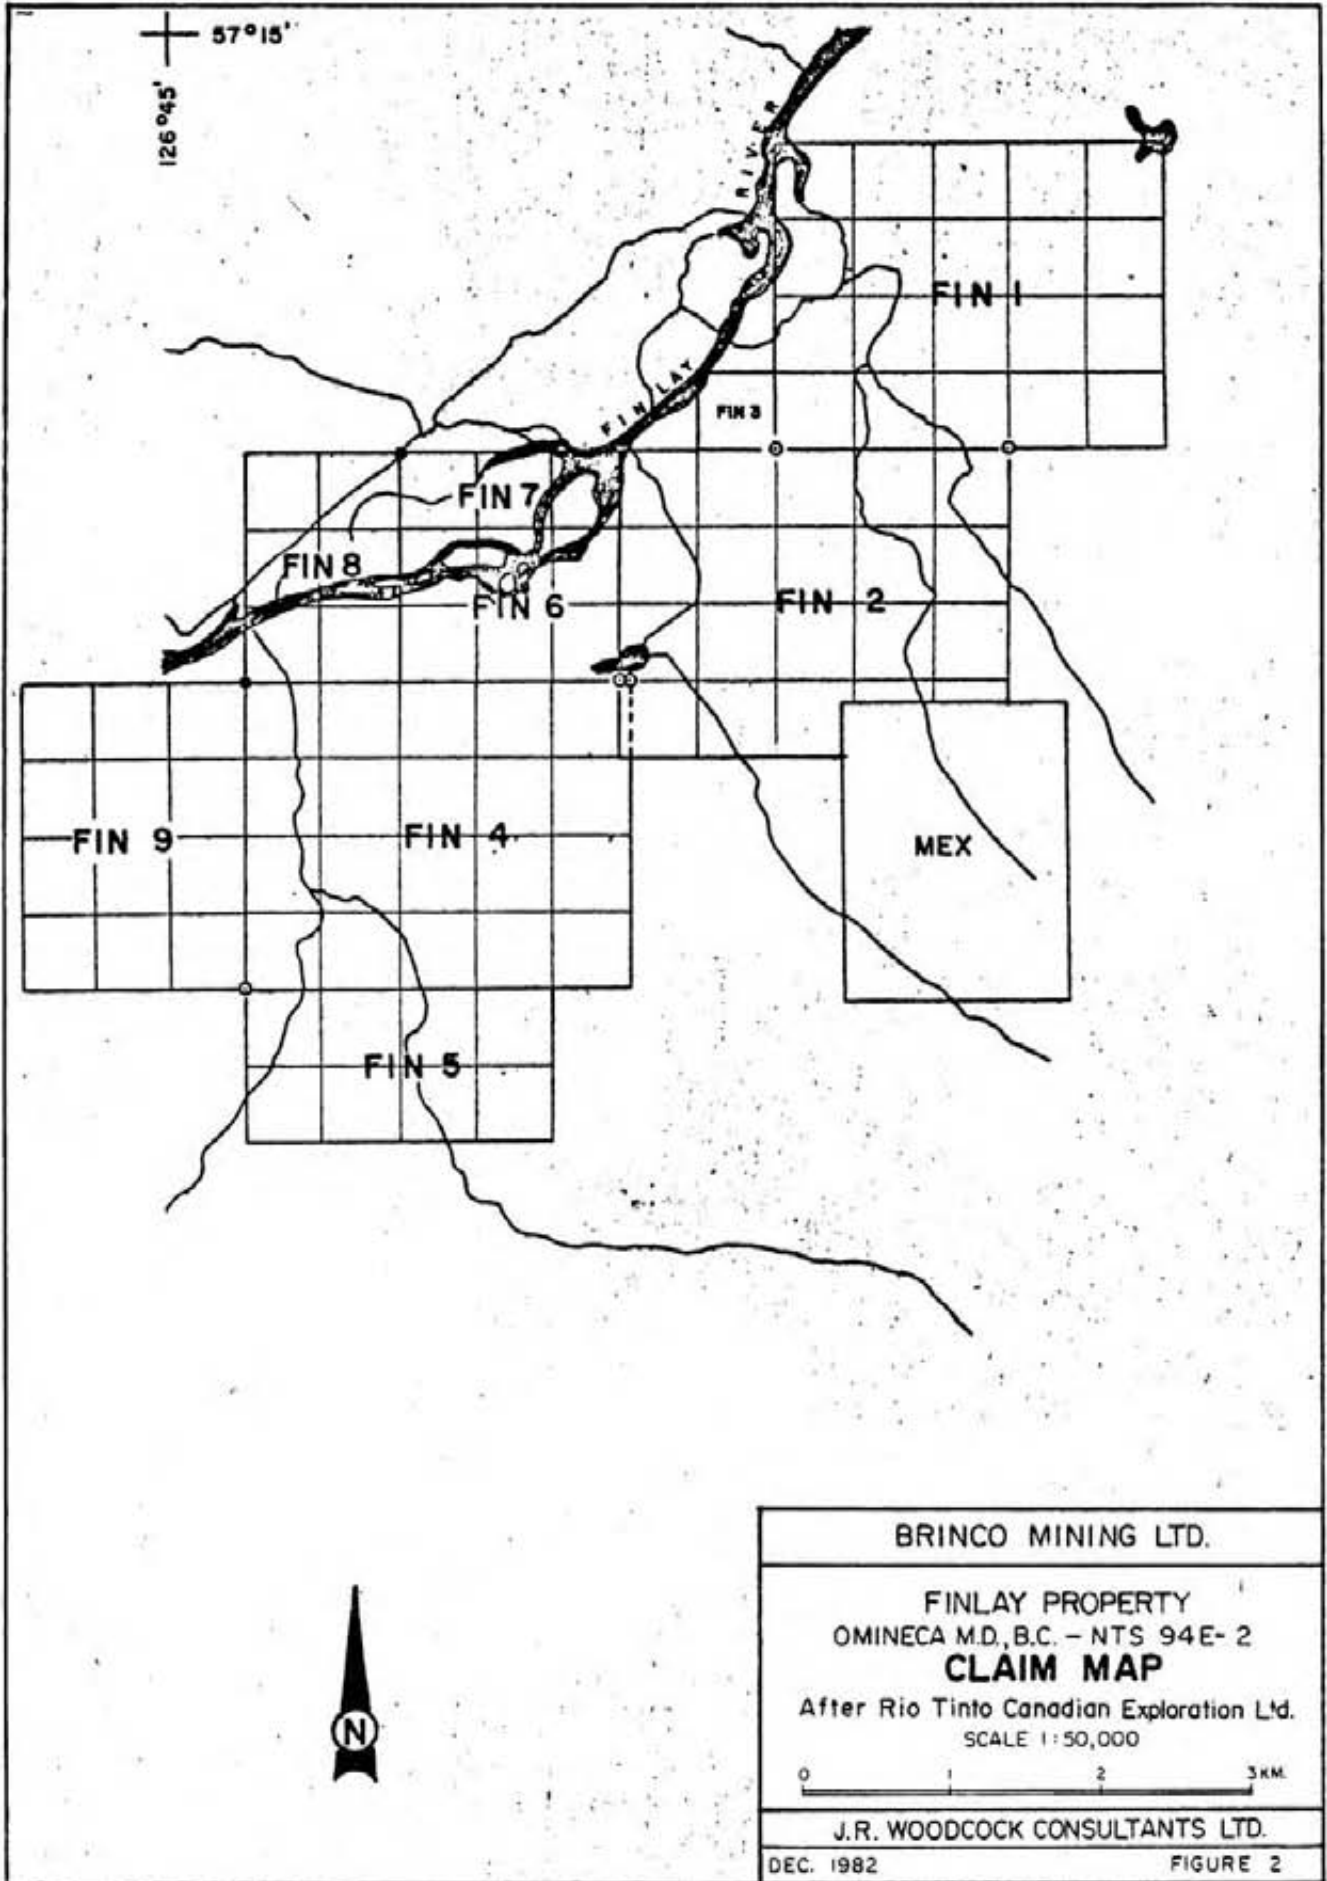 57°15'
126°45'
RIVER
FIN 1
FINLAY
FIN 3
FIN 7
FIN 8
FIN 6
FIN 2
FIN 9
FIN 4
MEX
FIN 5
BRINCO MINING LTD.
FINLAY PROPERTY
OMINECA M.D., B.C. – NTS 94E-2
CLAIM MAP
After Rio Tinto Canadian Exploration Ltd.
SCALE 1:50,000
0 1 2 3 KM.
N
J.R. WOODCOCK CONSULTANTS LTD.
DEC. 1982 FIGURE 2